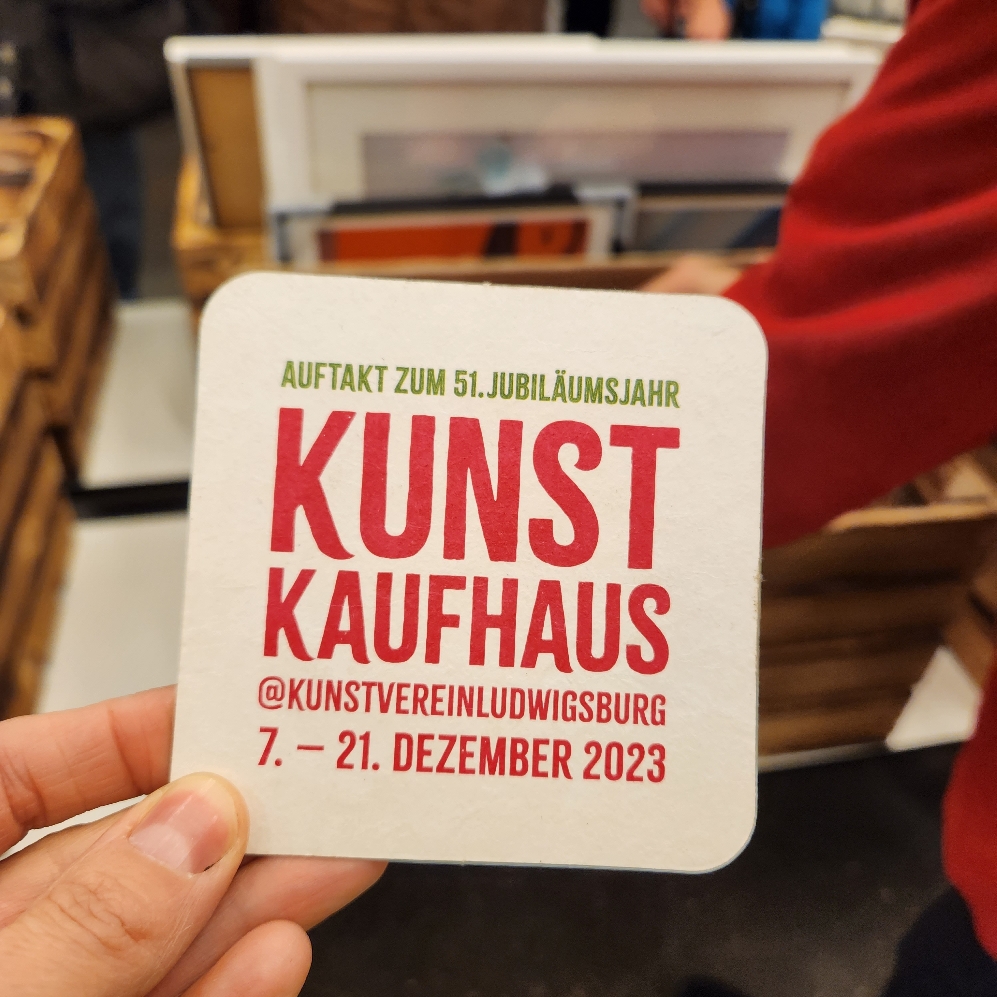 AUFTAKT ZUM 51. JUBILÄUMSJAHR
KUNST
KAUFHAUS
@KUNSTVEREINLUDWIGSBURG
7. – 21. DEZEMBER 2023